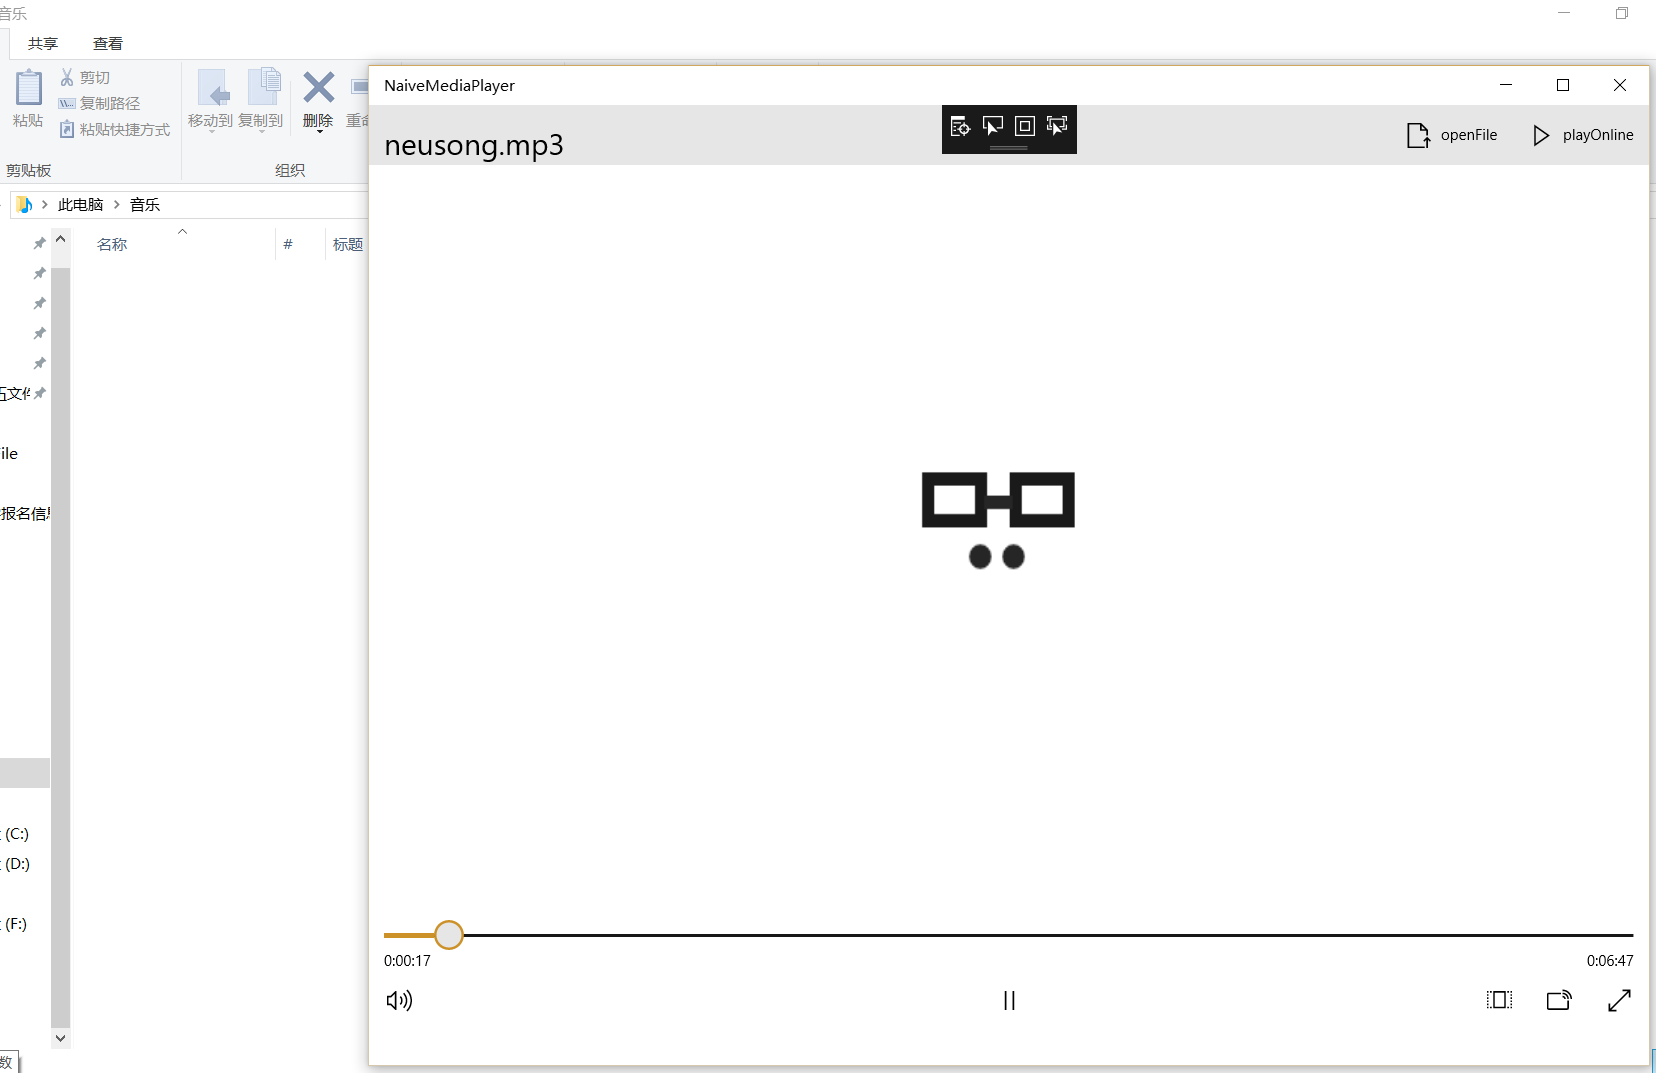 音乐
共享 查看
剪切
复制路径
粘贴快捷方式
粘贴
移动到 复制到 删除
剪贴板 组织
此电脑 音乐
名称 # 标题
文件
ile
报名信
(C:)
(D:)
(F:)
数
NaiveMediaPlayer
neusong.mp3
openFile playOnline
0:00:17 0:06:47